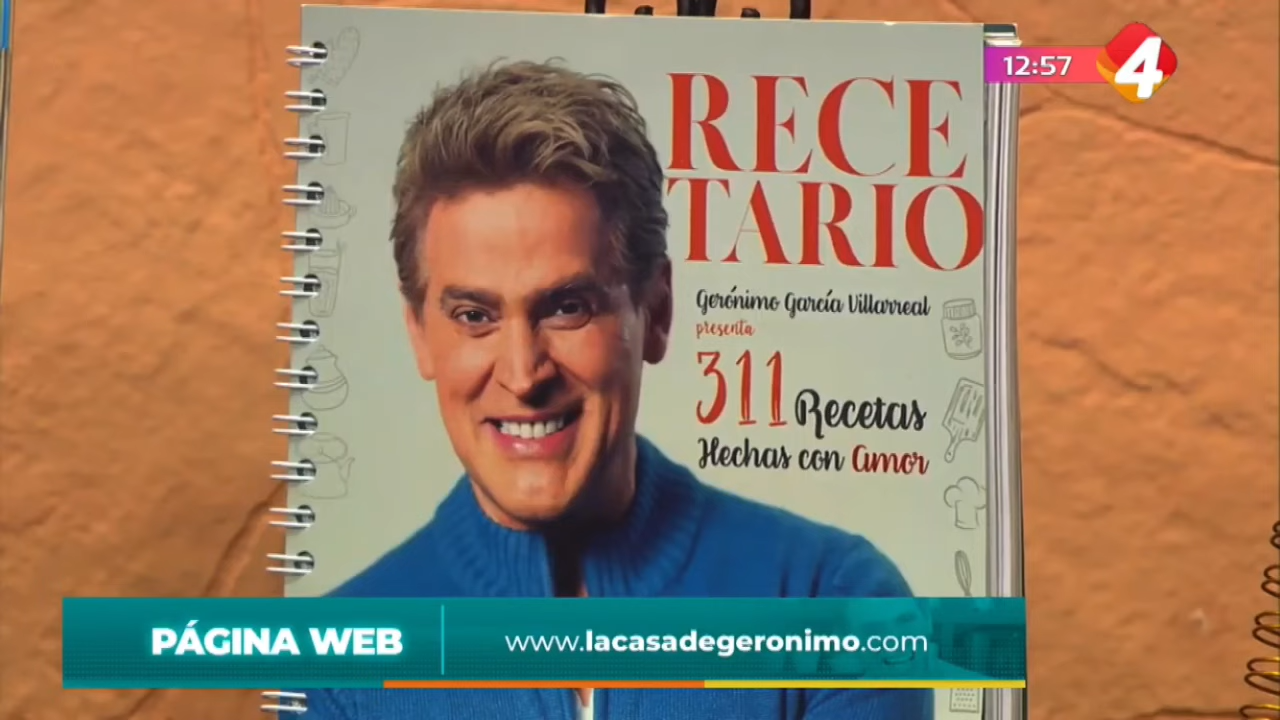 12:57
4
RECE
TARIO
Gerónimo García Villarreal
presenta
311 Recetas
Hechas con amor
PÁGINA WEB
www.lacasadegeronimo.com